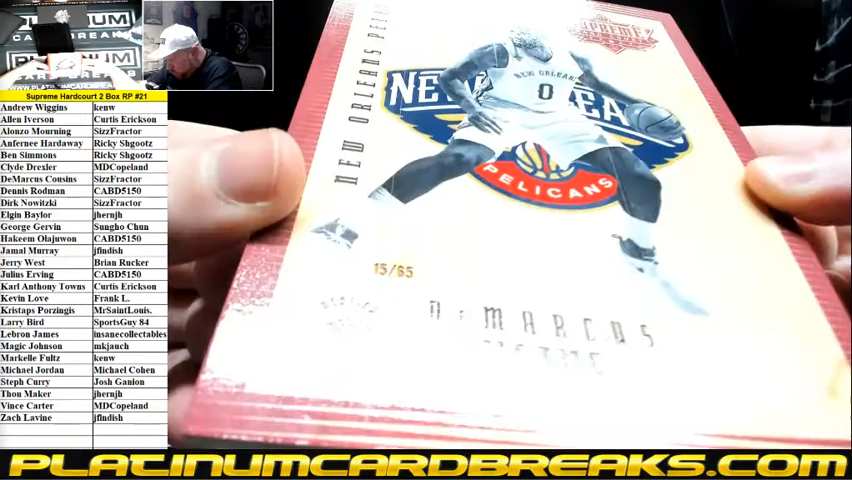 Supreme Hardcourt 2 Box RP #21
Andrew Wiggins kenw
Allen Iverson Curtis Erickson
Alonzo Mourning SizzFractor
Anfernee Hardaway Ricky Shgootz
Ben Simmons Ricky Shgootz
Clyde Drexler MDCopeland
DeMarcus Cousins SizzFractor
Dennis Rodman CABD5150
Dirk Nowitzki SizzFractor
Elgin Baylor jhernjh
George Gervin Sungho Chun
Hakeem Olajuwon CABD5150
Jamal Murray jfindish
Jerry West Brian Rucker
Julius Erving CABD5150
Karl Anthony Towns Curtis Erickson
Kevin Love Frank L.
Kristaps Porzingis MrSaintLouis.
Larry Bird SportsGuy 84
Lebron James insanecollectables
Magic Johnson mkjauch
Markelle Fultz kenw
Michael Jordan Michael Cohen
Steph Curry Josh Ganion
Thon Maker jhernjh
Vince Carter MDCopeland
Zach Lavine jfindish
NEW ORLEANS PELICANS
NEW ORLEANS
0
PELICANS
15/65
DeMARCUS
PLATINUMCARDBREAKS.COM